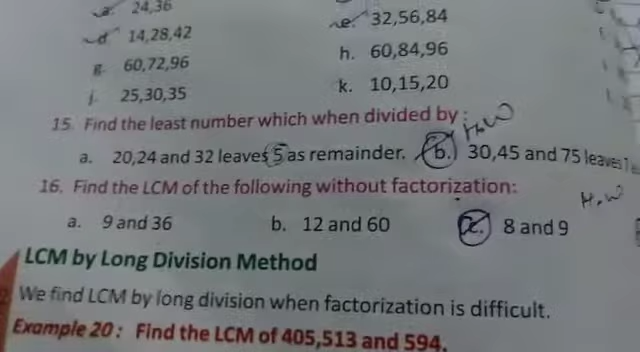 a. 24,36
e. 32,56,84
d 14,28,42
h. 60,84,96
g. 60,72,96
k. 10,15,20
j. 25,30,35
15. Find the least number which when divided by :
H.W
a. 20,24 and 32 leaves 5 as remainder. b. 30,45 and 75 leaves
16. Find the LCM of the following without factorization:
H.W
a. 9 and 36 b. 12 and 60 c. 8 and 9
LCM by Long Division Method
We find LCM by long division when factorization is difficult.
Example 20: Find the LCM of 405,513 and 594.